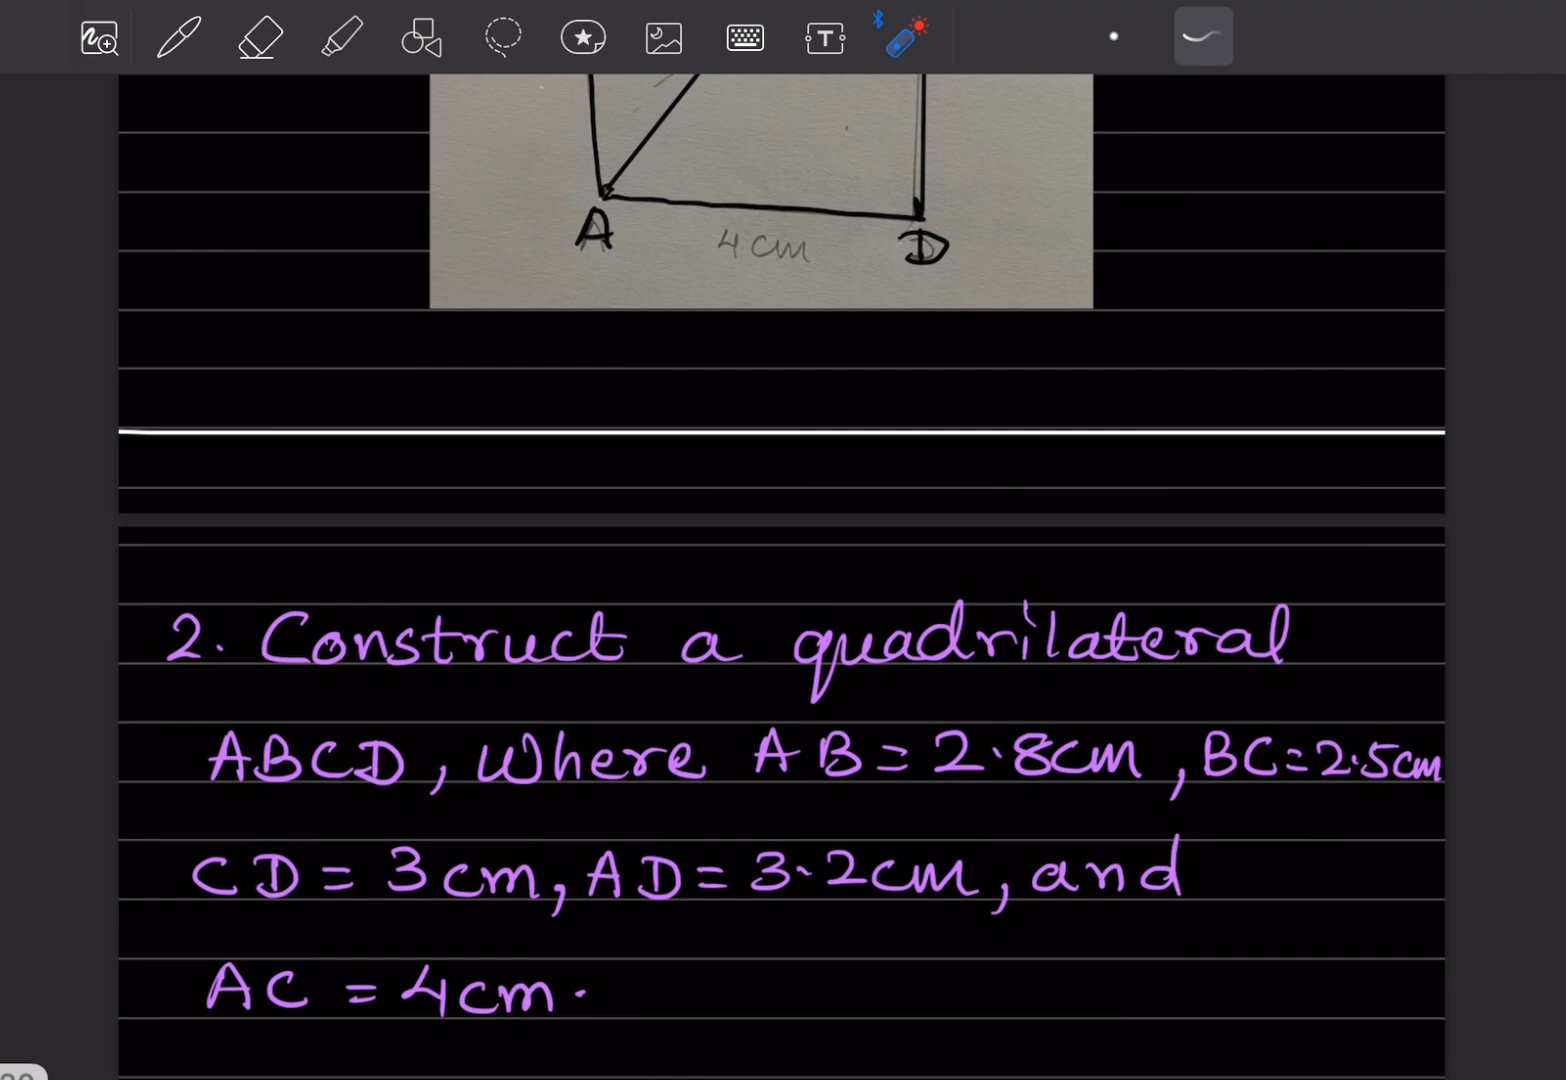 A
4 cm
D
2. Construct a quadrilateral
ABCD, Where AB = 2.8cm, BC=2.5cm
CD = 3 cm, AD = 3.2cm, and
AC = 4cm.